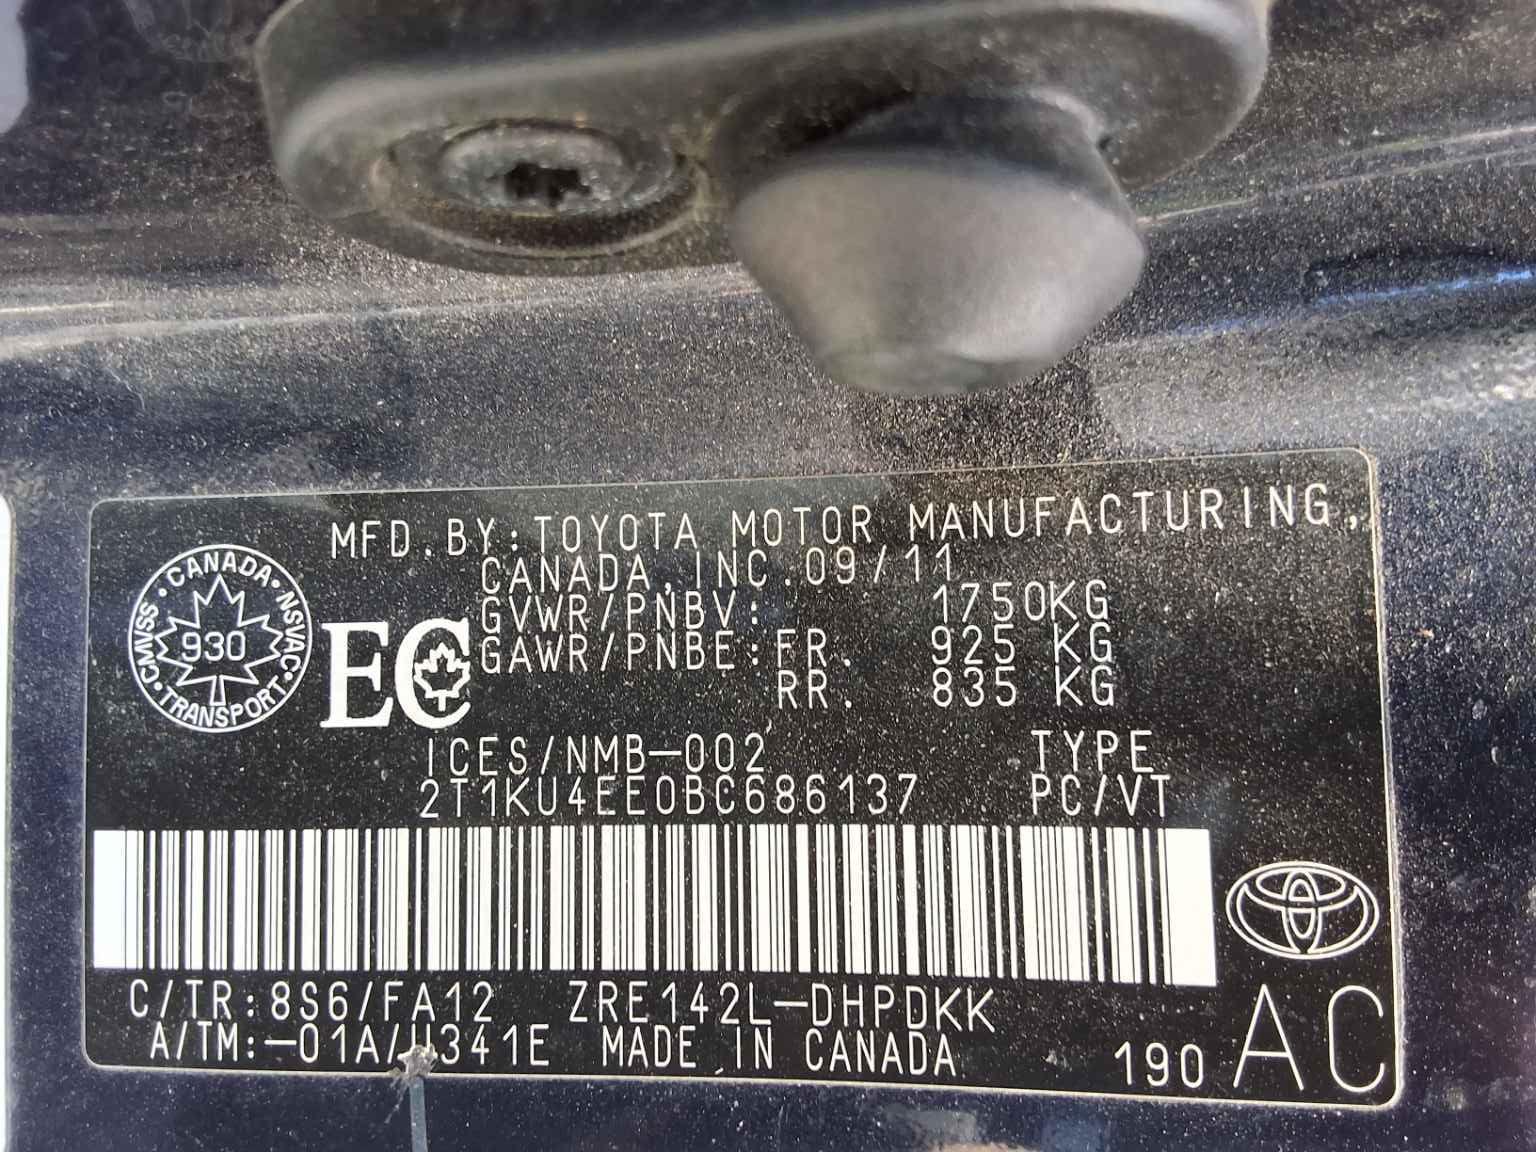 MFD. BY: TOYOTA MOTOR MANUFACTURING,
CANADA, INC. 09/11
GVWR/PNBV: 1750KG
GAWR/PNBE: FR. 925 KG
RR. 835 KG
CANADA
NSVAC
TRANSPORT
CMVSS
930
EC
ICES/NMB-002 TYPE
2T1KU4EE0BC686137 PC/VT
C/TR: 8S6/FA12 ZRE142L-DHPDKK
A/TM:-01A/U341E MADE IN CANADA
190 AC